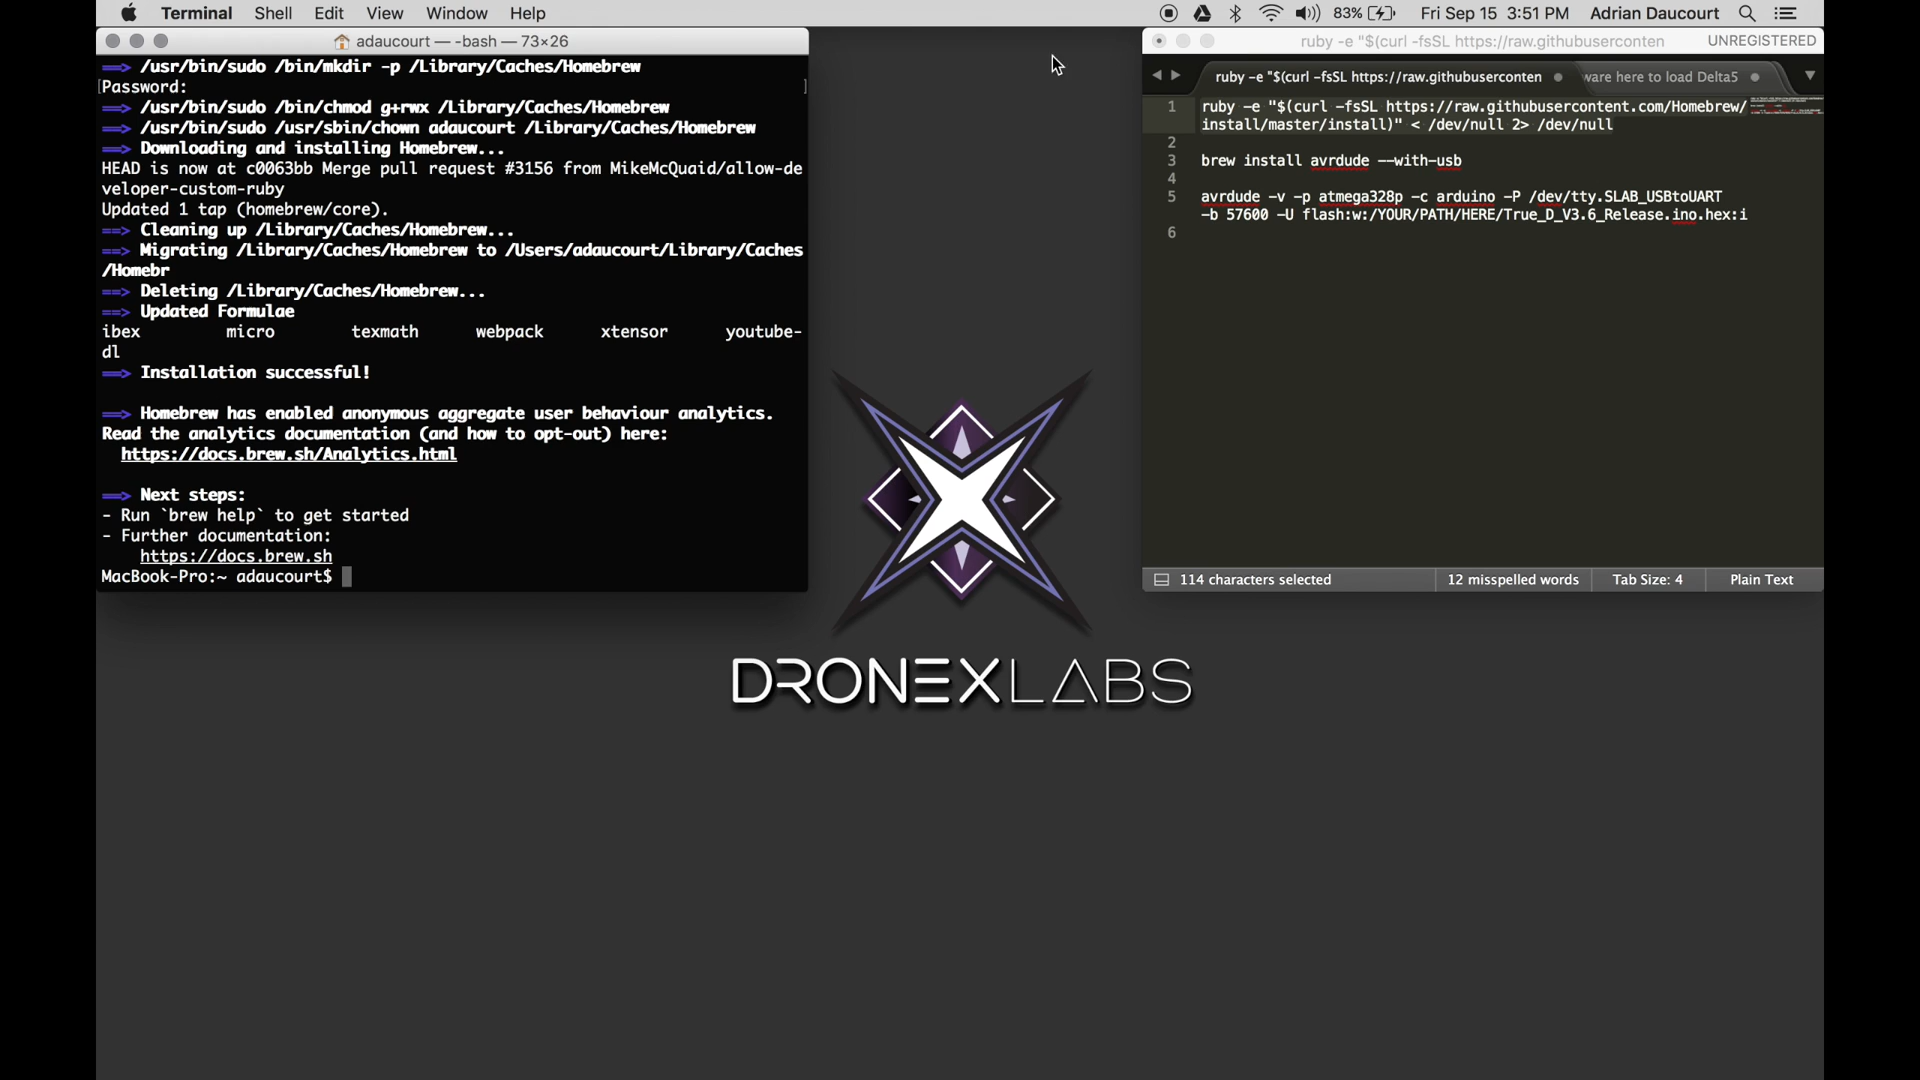 Terminal Shell Edit View Window Help 83% Fri Sep 15 3:51 PM Adrian Daucourt
adaucourt — -bash — 73×26
==> /usr/bin/sudo /bin/mkdir -p /Library/Caches/Homebrew
[Password: ]
==> /usr/bin/sudo /bin/chmod g+rwx /Library/Caches/Homebrew
==> /usr/bin/sudo /usr/sbin/chown adaucourt /Library/Caches/Homebrew
==> Downloading and installing Homebrew...
HEAD is now at c0063bb Merge pull request #3156 from MikeMcQuaid/allow-de
veloper-custom-ruby
Updated 1 tap (homebrew/core).
==> Cleaning up /Library/Caches/Homebrew...
==> Migrating /Library/Caches/Homebrew to /Users/adaucourt/Library/Caches
/Homebr
==> Deleting /Library/Caches/Homebrew...
==> Updated Formulae
ibex micro texmath webpack xtensor youtube-
dl
==> Installation successful!
==> Homebrew has enabled anonymous aggregate user behaviour analytics.
Read the analytics documentation (and how to opt-out) here:
https://docs.brew.sh/Analytics.html
==> Next steps:
- Run `brew help` to get started
- Further documentation:
https://docs.brew.sh
MacBook-Pro:~ adaucourt$
ruby -e "$(curl -fsSL https://raw.githubuserconten UNREGISTERED
ruby -e "$(curl -fsSL https://raw.githubuserconten ware here to load Delta5
1 ruby -e "$(curl -fsSL https://raw.githubusercontent.com/Homebrew/
install/master/install)" < /dev/null 2> /dev/null
2
3 brew install avrdude --with-usb
4
5 avrdude -v -p atmega328p -c arduino -P /dev/tty.SLAB_USBtoUART
-b 57600 -U flash:w:/YOUR/PATH/HERE/True_D_V3.6_Release.ino.hex:i
6
114 characters selected 12 misspelled words Tab Size: 4 Plain Text
DRONEXLABS